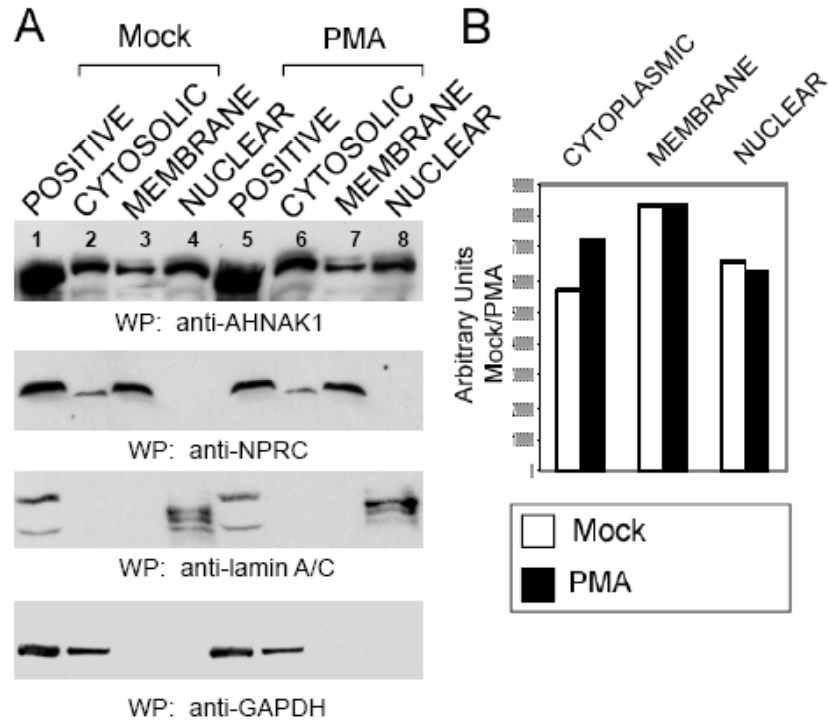 A
Mock
PMA
POSITIVE
CYTOSOLIC
MEMBRANE
NUCLEAR
POSITIVE
CYTOSOLIC
MEMBRANE
NUCLEAR
1 2 3 4 5 6 7 8
WP: anti-AHNAK1
WP: anti-NPRC
WP: anti-lamin A/C
WP: anti-GAPDH
B
CYTOPLASMIC
MEMBRANE
NUCLEAR
Arbitrary Units
Mock/PMA
Mock
PMA